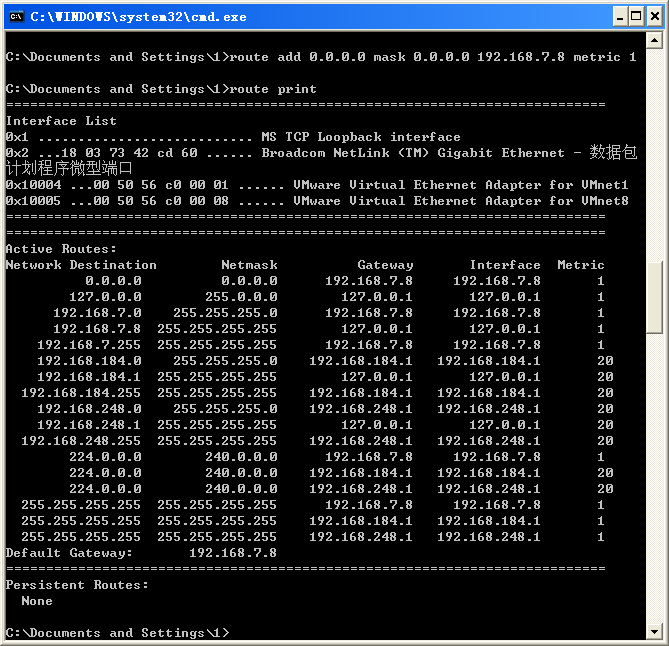 C:\WINDOWS\system32\cmd.exe
C:\Documents and Settings\1>route add 0.0.0.0 mask 0.0.0.0 192.168.7.8 metric 1
C:\Documents and Settings\1>route print
===========================================================================
Interface List
0x1 ........................... MS TCP Loopback interface
0x2 ...18 03 73 42 cd 60 ...... Broadcom NetLink (TM) Gigabit Ethernet - 数据包
计划程序微型端口
0x10004 ...00 50 56 c0 00 01 ...... VMware Virtual Ethernet Adapter for VMnet1
0x10005 ...00 50 56 c0 00 08 ...... VMware Virtual Ethernet Adapter for VMnet8
===========================================================================
===========================================================================
Active Routes:
Network Destination        Netmask          Gateway       Interface  Metric
          0.0.0.0          0.0.0.0      192.168.7.8     192.168.7.8       1
        127.0.0.0        255.0.0.0        127.0.0.1       127.0.0.1       1
      192.168.7.0    255.255.255.0      192.168.7.8     192.168.7.8       1
      192.168.7.8  255.255.255.255        127.0.0.1       127.0.0.1       1
    192.168.7.255  255.255.255.255      192.168.7.8     192.168.7.8       1
    192.168.184.0    255.255.255.0    192.168.184.1   192.168.184.1       20
    192.168.184.1  255.255.255.255        127.0.0.1       127.0.0.1       20
  192.168.184.255  255.255.255.255    192.168.184.1   192.168.184.1       20
    192.168.248.0    255.255.255.0    192.168.248.1   192.168.248.1       20
    192.168.248.1  255.255.255.255        127.0.0.1       127.0.0.1       20
  192.168.248.255  255.255.255.255    192.168.248.1   192.168.248.1       20
        224.0.0.0        240.0.0.0      192.168.7.8     192.168.7.8       1
        224.0.0.0        240.0.0.0    192.168.184.1   192.168.184.1       20
        224.0.0.0        240.0.0.0    192.168.248.1   192.168.248.1       20
  255.255.255.255  255.255.255.255      192.168.7.8     192.168.7.8       1
  255.255.255.255  255.255.255.255    192.168.184.1   192.168.184.1       1
  255.255.255.255  255.255.255.255    192.168.248.1   192.168.248.1       1
Default Gateway:       192.168.7.8
===========================================================================
Persistent Routes:
  None
C:\Documents and Settings\1>